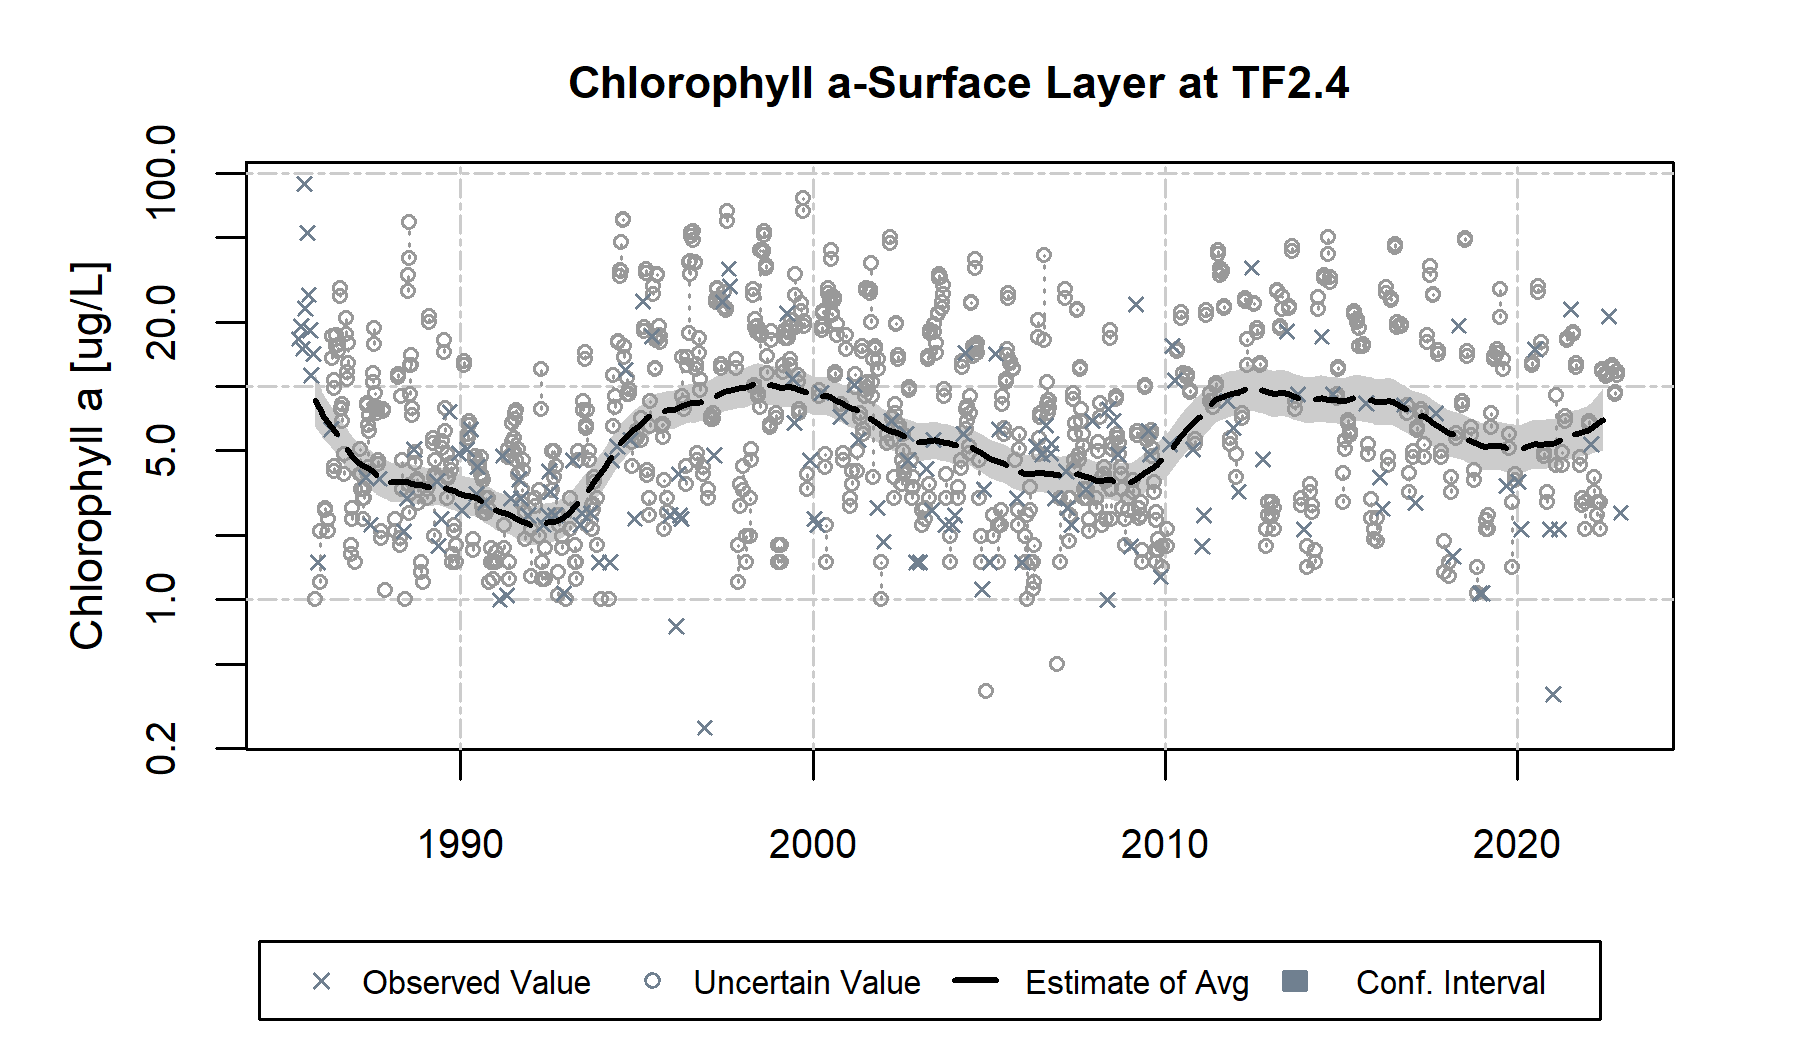 Chlorophyll a-Surface Layer at TF2.4
Chlorophyll a [ug/L]
100.0
20.0
5.0
1.0
0.2
1990 2000 2010 2020
Observed Value Uncertain Value Estimate of Avg Conf. Interval